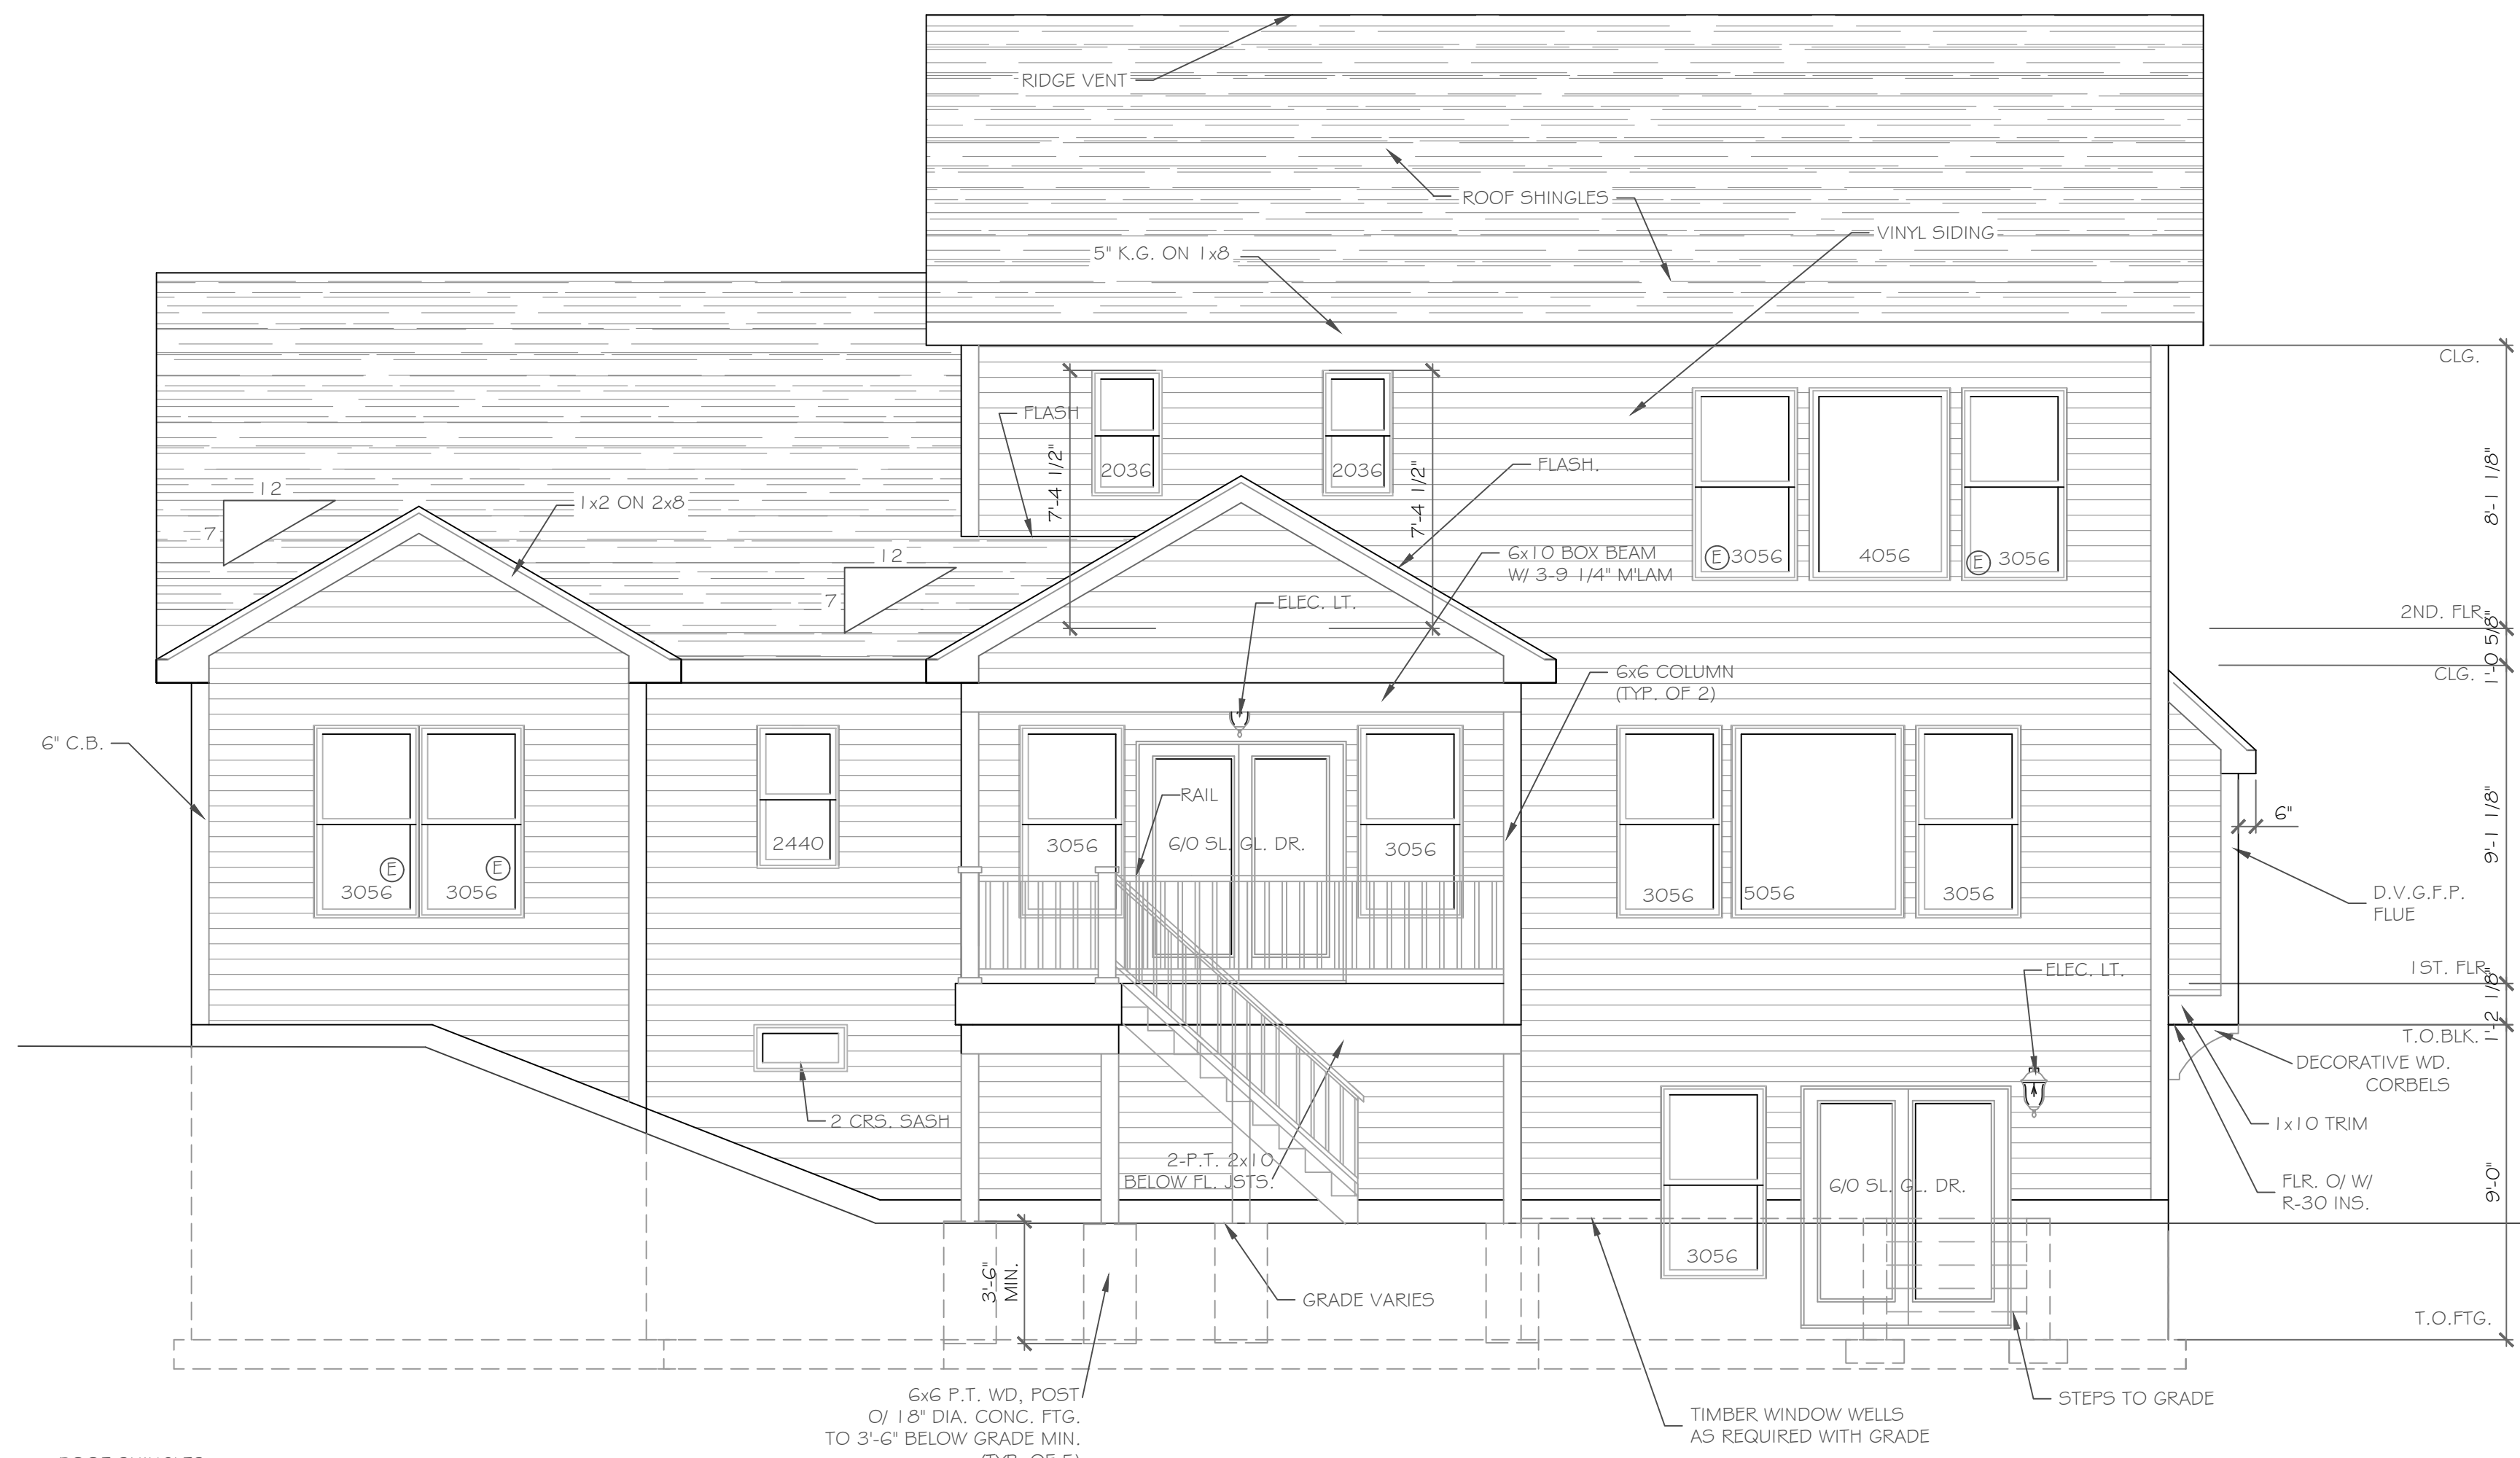 RIDGE VENT
ROOF SHINGLES
VINYL SIDING
5" K.G. ON 1x8
CLG.
FLASH
2036
2036
7'-4 1/2"
7'-4 1/2"
FLASH.
8'-1 1/8"
12
7
1x2 ON 2x8
12
7
6x10 BOX BEAM
W/ 3-9 1/4" M'LAM
E 3056
4056
E 3056
ELEC. LT.
2ND. FLR.
1'-0 5/8"
CLG.
6x6 COLUMN
(TYP. OF 2)
6" C.B.
RAIL
6"
9'-1 1/8"
2440
3056
6/0 SL. GL. DR.
3056
E
3056
E
3056
3056
5056
3056
D.V.G.F.P.
FLUE
ELEC. LT.
1ST. FLR.
1'-2 1/8"
T.O.BLK.
DECORATIVE WD.
CORBELS
2 CRS. SASH
1x10 TRIM
2-P.T. 2x10
BELOW FL. JSTS.
6/0 SL. GL. DR.
FLR. O/ W/
R-30 INS.
9'-0"
3056
3'-6"
MIN.
GRADE VARIES
T.O.FTG.
6x6 P.T. WD, POST
O/ 18" DIA. CONC. FTG.
TO 3'-6" BELOW GRADE MIN.
(TYP. OF 5)
TIMBER WINDOW WELLS
AS REQUIRED WITH GRADE
STEPS TO GRADE
ROOF SHINGLES